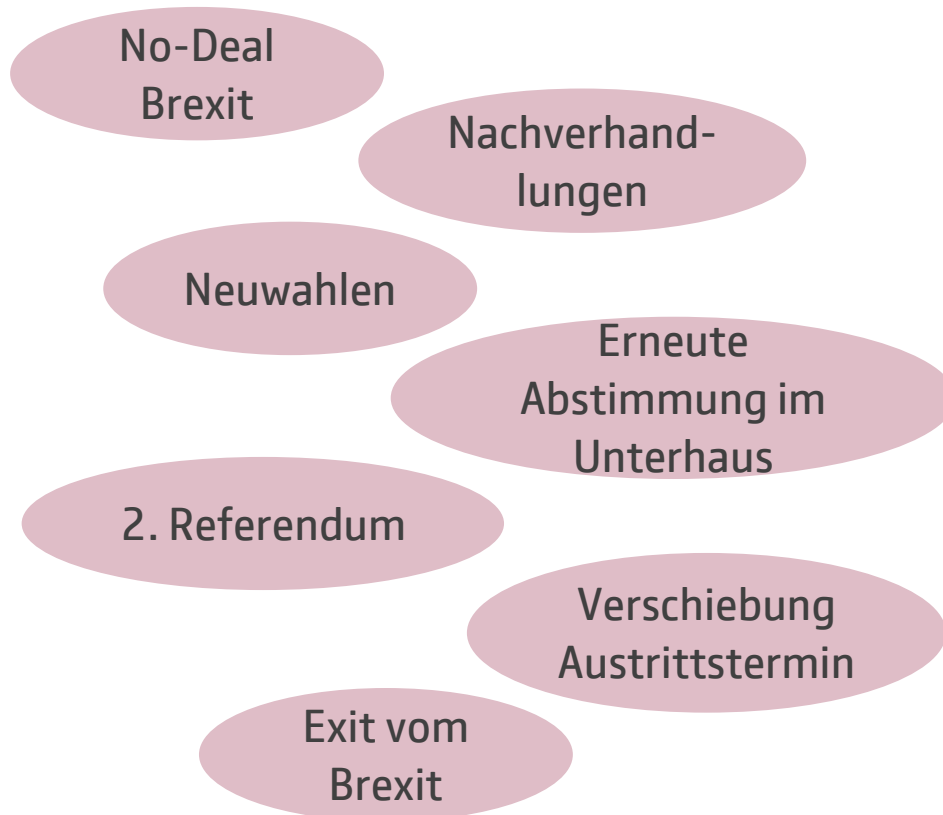 No-Deal
Brexit
Nachverhand-
lungen
Neuwahlen
Erneute
Abstimmung im
Unterhaus
2. Referendum
Verschiebung
Austrittstermin
Exit vom
Brexit